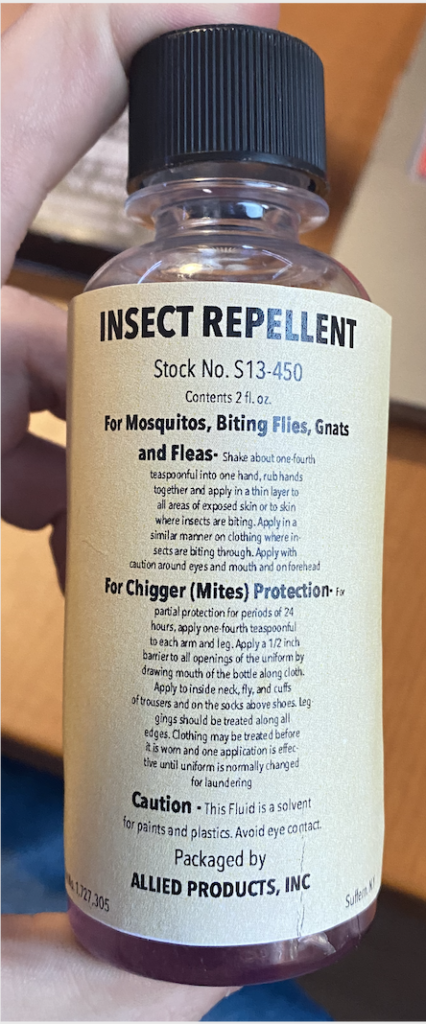 INSECT REPELLENT
Stock No. S13-450
Contents 2 fl. oz.
For Mosquitos, Biting Flies, Gnats
and Fleas- Shake about one-fourth
teaspoonful into one hand, rub hands
together and apply in a thin layer to
all areas of exposed skin or to skin
where insects are biting. Apply in a
similar manner on clothing where in-
sects are biting through. Apply with
caution around eyes and mouth and on forehead
For Chigger (Mites) Protection- For
partial protection for periods of 24
hours, apply one-fourth teaspoonful
to each arm and leg. Apply a 1/2 inch
barrier to all openings of the uniform by
drawing mouth of the bottle along cloth.
Apply to inside neck, fly, and cuffs
of trousers and on the socks above shoes. Leg
gings should be treated along all
edges. Clothing may be treated before
it is worn and one application is effec-
tive until uniform is normally changed
for laundering
Caution - This Fluid is a solvent
for paints and plastics. Avoid eye contact.
Packaged by
ALLIED PRODUCTS, INC
1,727,305
Suffern, NY